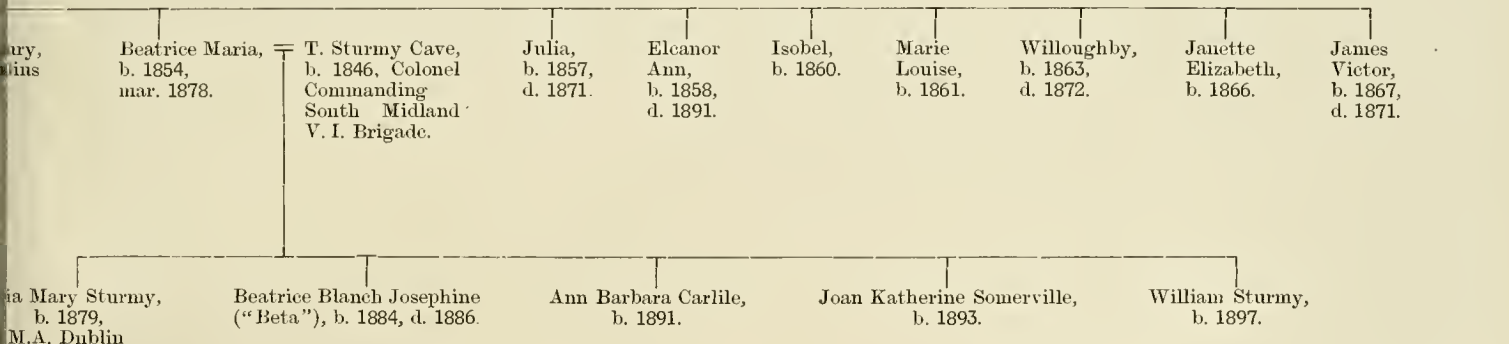 Beatrice Maria,
b. 1854,
mar. 1878.
T. Sturmy Cave,
b. 1846, Colonel
Commanding
South Midland
V. I. Brigade.
Julia,
b. 1857,
d. 1871.
Eleanor
Ann,
b. 1858,
d. 1891.
Isobel,
b. 1860.
Marie
Louise,
b. 1861.
Willoughby,
b. 1863,
d. 1872.
Janette
Elizabeth,
b. 1866.
James
Victor,
b. 1867,
d. 1871.
Mary Sturmy,
b. 1879,
M.A. Dublin
Beatrice Blanch Josephine
("Beta"), b. 1884, d. 1886.
Ann Barbara Carlile,
b. 1891.
Joan Katherine Somerville,
b. 1893.
William Sturmy,
b. 1897.